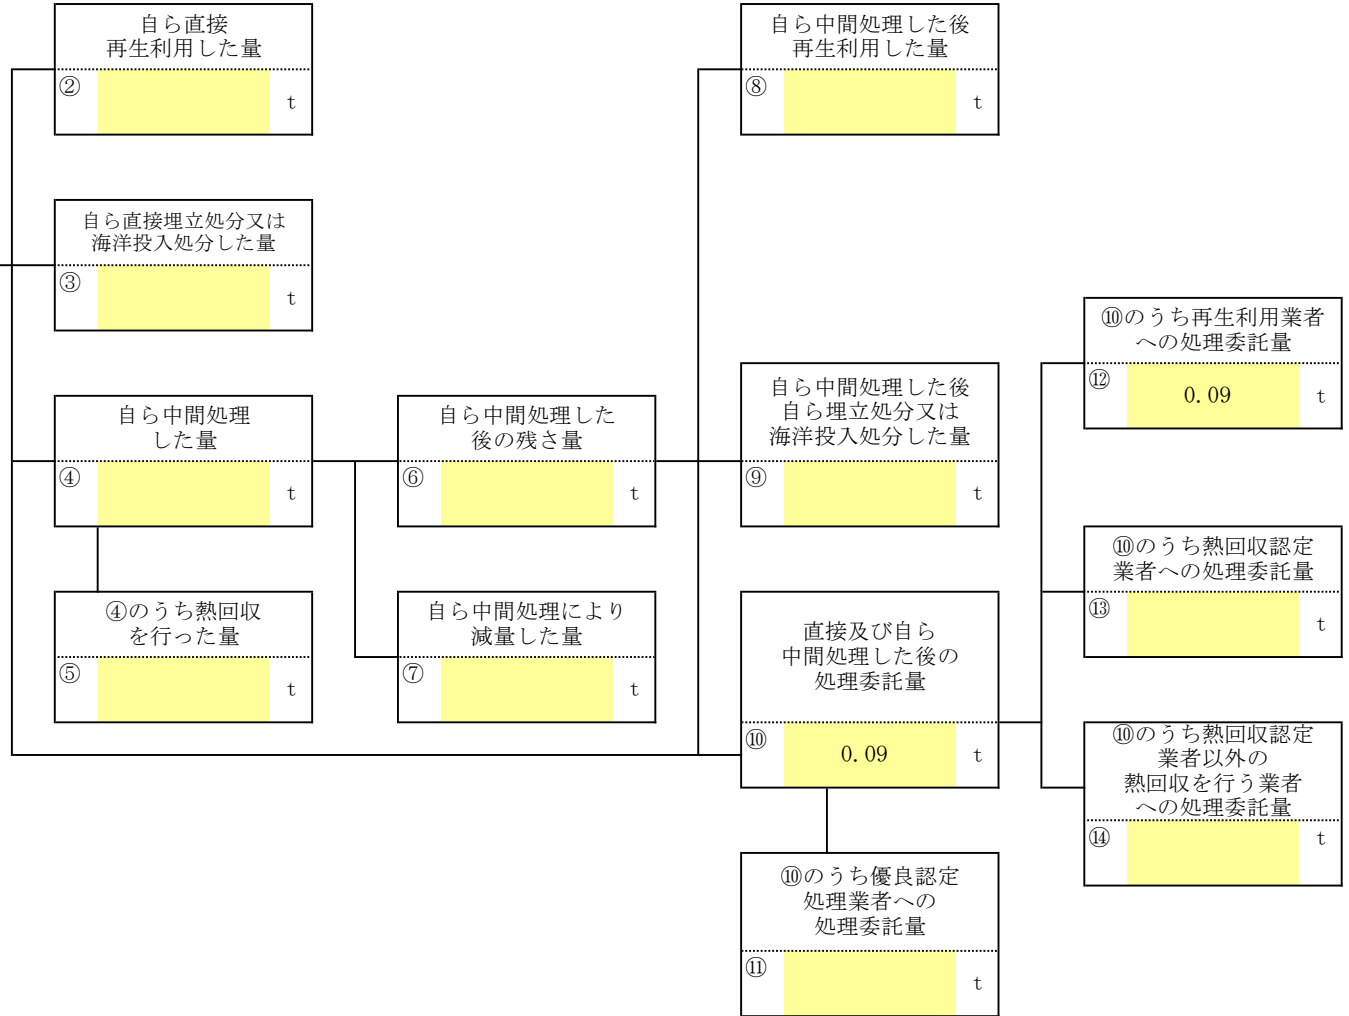 自ら直接
再生利用した量
②
t
自ら中間処理した後
再生利用した量
⑧
t
自ら直接埋立処分又は
海洋投入処分した量
③
t
⑩のうち再生利用業者
への処理委託量
⑫
0.09
t
自ら中間処理
した量
④
t
自ら中間処理した
後の残さ量
⑥
t
自ら中間処理した後
自ら埋立処分又は
海洋投入処分した量
⑨
t
⑩のうち熱回収認定
業者への処理委託量
⑬
t
④のうち熱回収
を行った量
⑤
t
自ら中間処理により
減量した量
⑦
t
直接及び自ら
中間処理した後の
処理委託量
⑩
0.09
t
⑩のうち熱回収認定
業者以外の
熱回収を行う業者
への処理委託量
⑭
t
⑩のうち優良認定
処理業者への
処理委託量
⑪
t